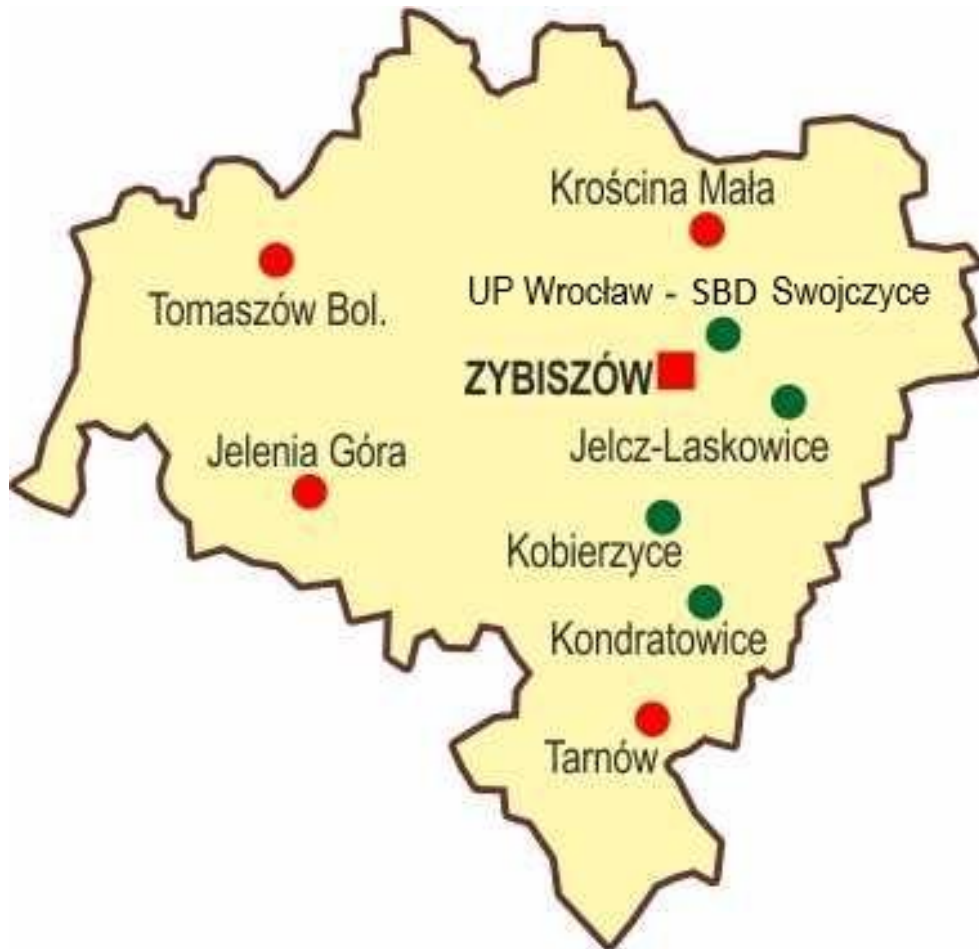 Krościna Mała
UP Wrocław - SBD Swojczyce
Tomaszów Bol.
ZYBISZÓW
Jelenia Góra
Jelcz-Laskowice
Kobierzyce
Kondratowice
Tarnów